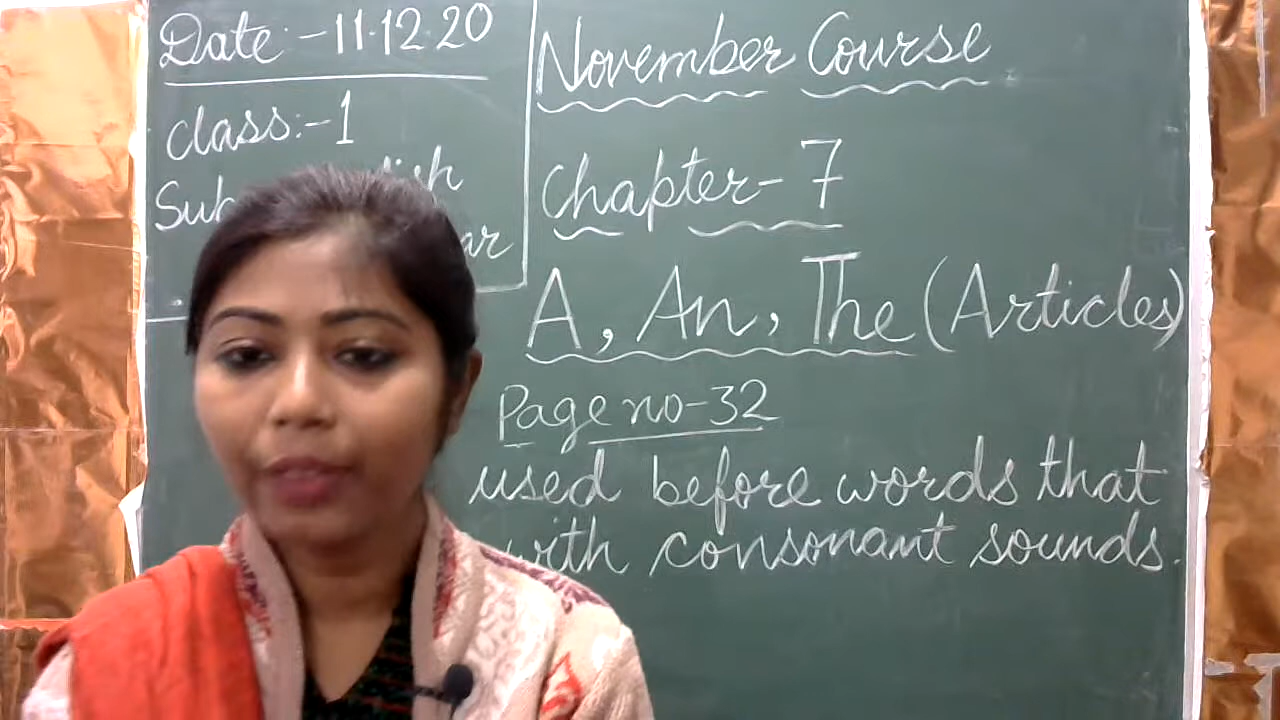 Date :- 11.12.20
class:- 1
November Course
Chapter - 7
A, An, The (Articles)
Page no - 32
used before words that
with consonant sounds.